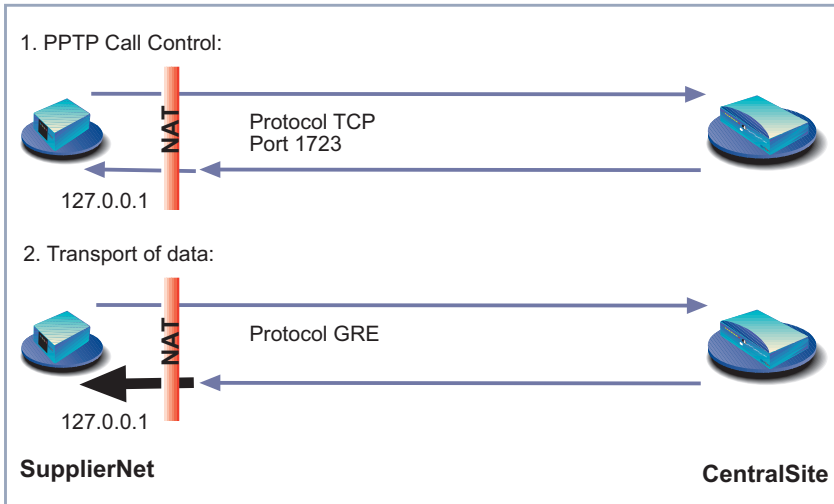 1. PPTP Call Control:
NAT
Protocol TCP
Port 1723
127.0.0.1
2. Transport of data:
NAT
Protocol GRE
127.0.0.1
SupplierNet
CentralSite